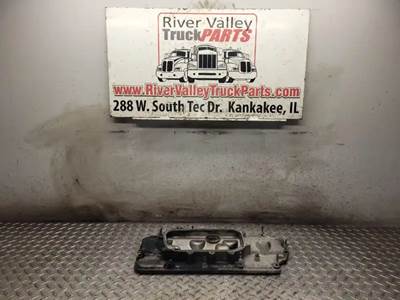 River Valley
TruckPARTS
www.RiverValleyTruckParts.com
288 W. South Tec Dr. Kankakee, IL